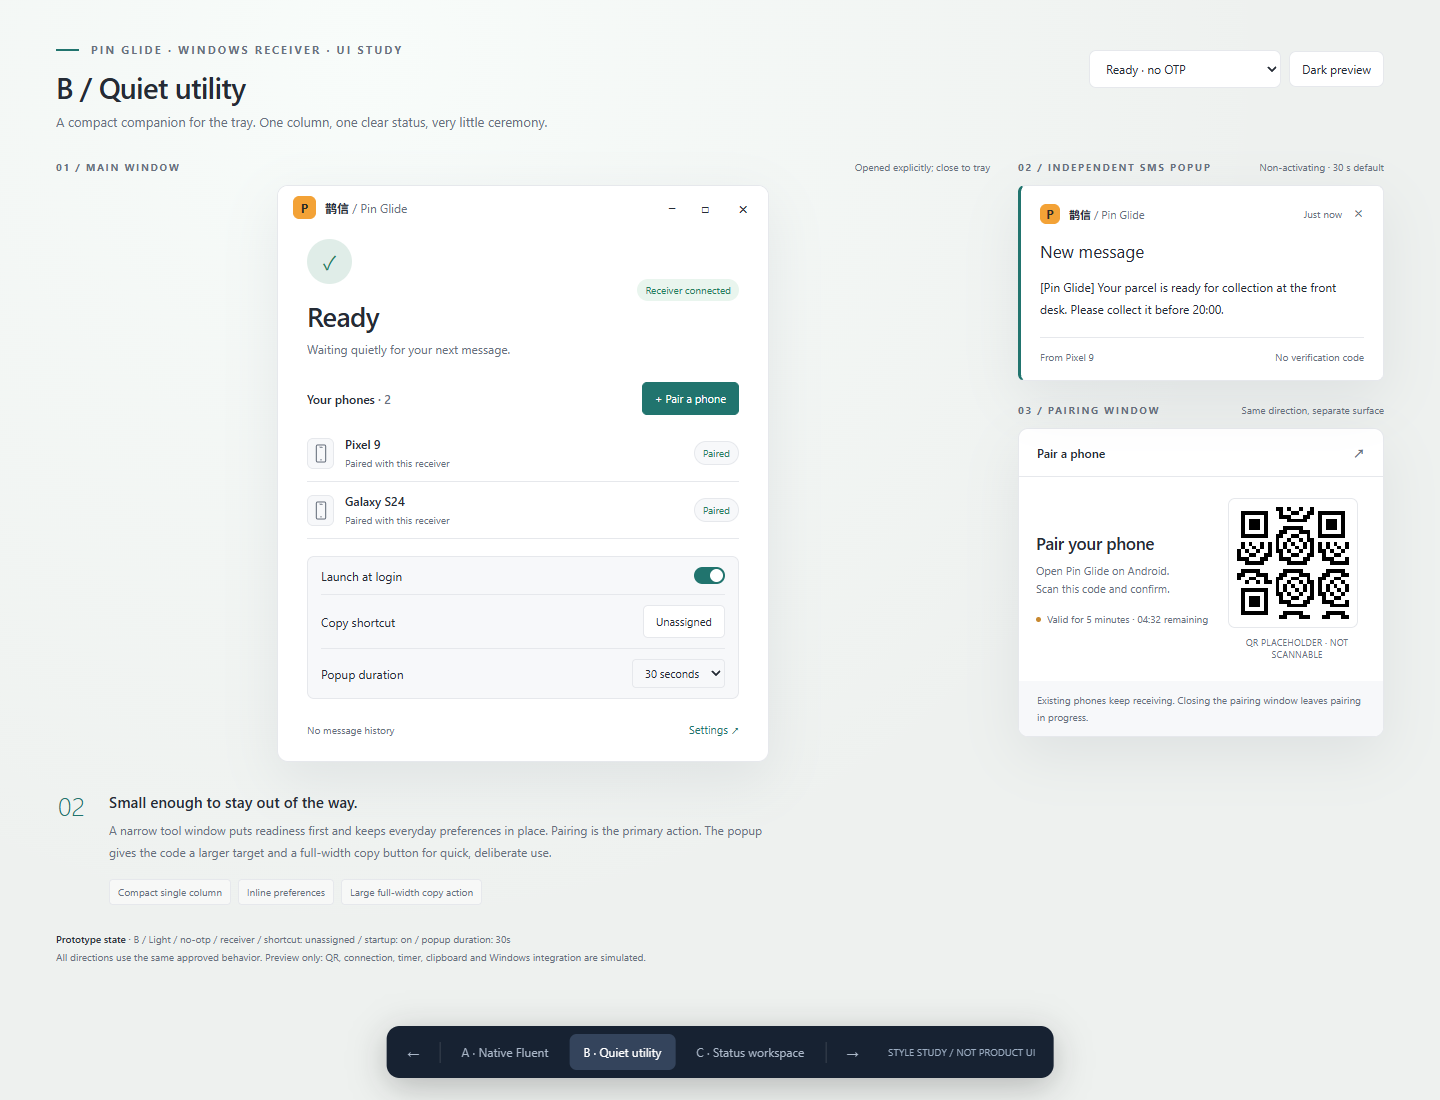 PIN GLIDE · WINDOWS RECEIVER · UI STUDY
B / Quiet utility
A compact companion for the tray. One column, one clear status, very little ceremony.
Ready · no OTP
Dark preview
01 / MAIN WINDOW
Opened explicitly; close to tray
P
鹊信 / Pin Glide
✓
Receiver connected
Ready
Waiting quietly for your next message.
Your phones · 2
+ Pair a phone
Pixel 9
Paired with this receiver
Paired
Galaxy S24
Paired with this receiver
Paired
Launch at login
Copy shortcut
Unassigned
Popup duration
30 seconds
No message history
Settings ↗
02 / INDEPENDENT SMS POPUP
Non-activating · 30 s default
P
鹊信 / Pin Glide
Just now
×
New message
[Pin Glide] Your parcel is ready for collection at the front
desk. Please collect it before 20:00.
From Pixel 9
No verification code
03 / PAIRING WINDOW
Same direction, separate surface
Pair a phone
↗
Pair your phone
Open Pin Glide on Android.
Scan this code and confirm.
Valid for 5 minutes · 04:32 remaining
QR PLACEHOLDER · NOT
SCANNABLE
Existing phones keep receiving. Closing the pairing window leaves pairing
in progress.
02
Small enough to stay out of the way.
A narrow tool window puts readiness first and keeps everyday preferences in place. Pairing is the primary action. The popup
gives the code a larger target and a full-width copy button for quick, deliberate use.
Compact single column
Inline preferences
Large full-width copy action
Prototype state · B / Light / no-otp / receiver / shortcut: unassigned / startup: on / popup duration: 30s
All directions use the same approved behavior. Preview only: QR, connection, timer, clipboard and Windows integration are simulated.
←
A · Native Fluent
B · Quiet utility
C · Status workspace
→
STYLE STUDY / NOT PRODUCT UI